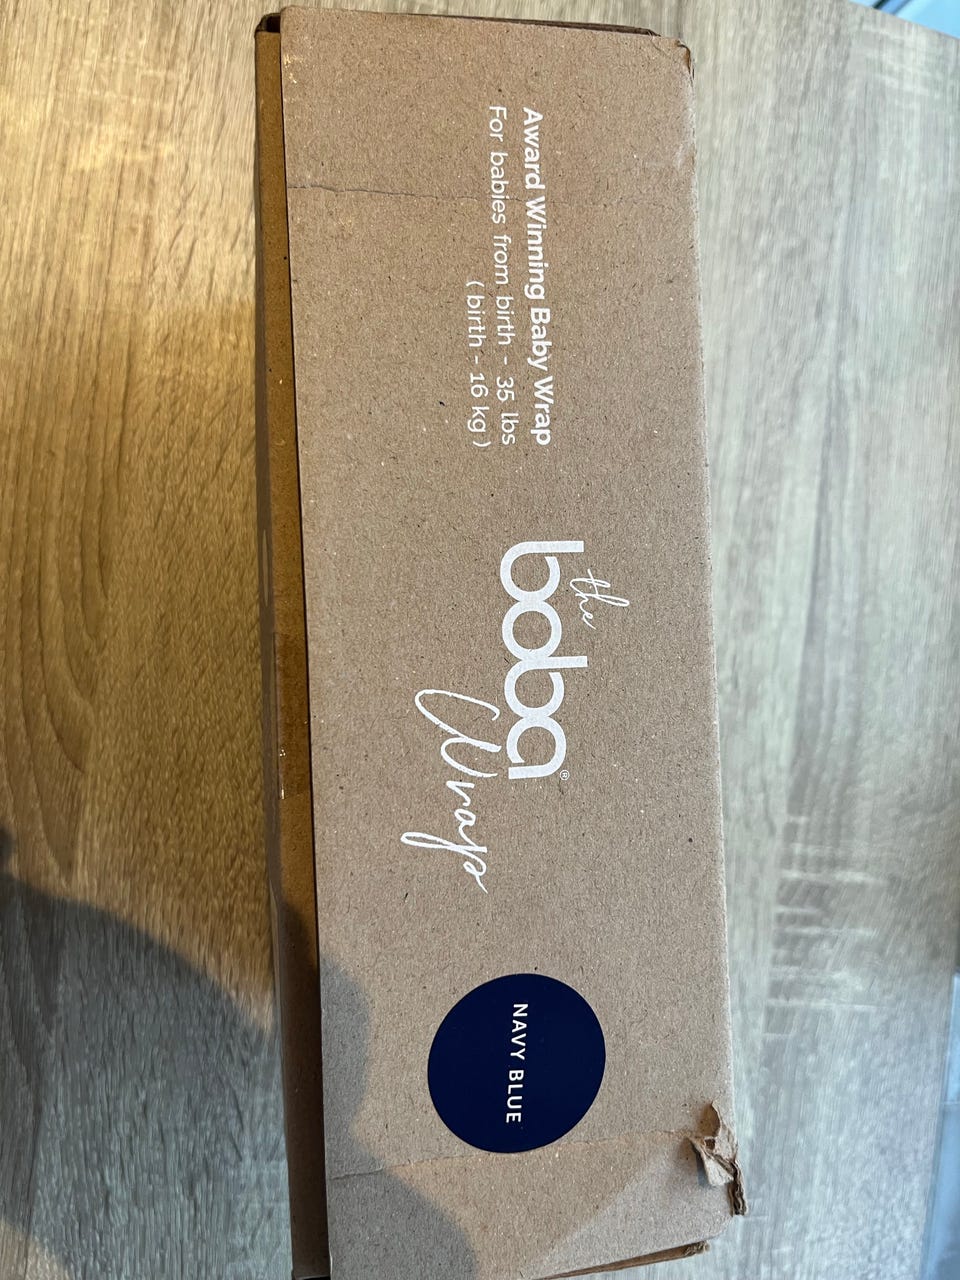 Award Winning Baby Wrap
For babies from birth - 35 lbs
( birth - 16 kg )
the
boba®
Wrap
NAVY BLUE